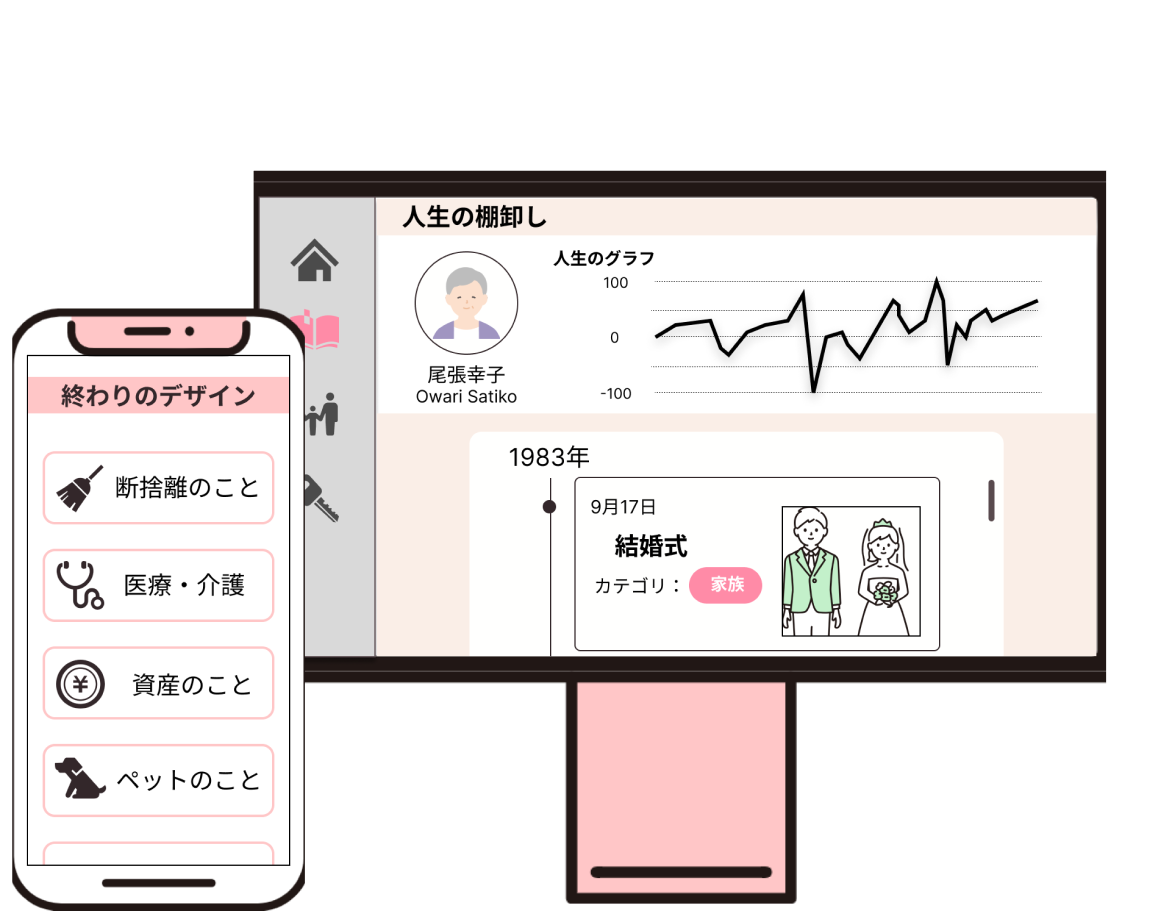 人生の棚卸し
人生のグラフ
100
0
-100
尾張幸子
Owari Satiko
1983年
9月17日
結婚式
カテゴリ： 家族
終わりのデザイン
断捨離のこと
医療・介護
¥ 資産のこと
ペットのこと